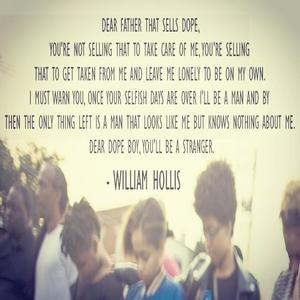 DEAR FATHER THAT SELLS DOPE,
YOU'RE NOT SELLING THAT TO TAKE CARE OF ME, YOU'RE SELLING
THAT TO GET TAKEN FROM ME AND LEAVE ME LONELY TO BE ON MY OWN.
I MUST WARN YOU, ONCE YOUR SELFISH DAYS ARE OVER I'LL BE A MAN AND BY
THEN THE ONLY THING LEFT IS A MAN THAT LOOKS LIKE ME BUT KNOWS NOTHING ABOUT ME.
DEAR DOPE BOY, YOU'LL BE A STRANGER.
- WILLIAM HOLLIS